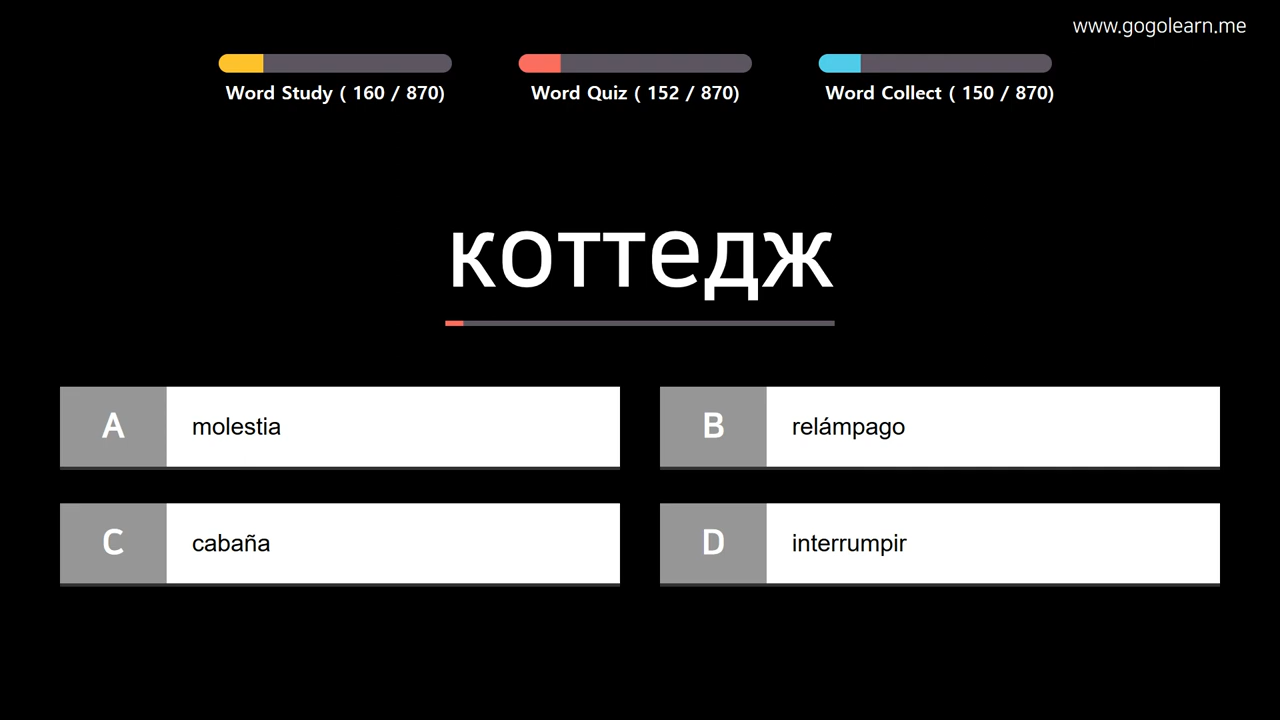 www.gogolearn.me
Word Study ( 160 / 870)
Word Quiz ( 152 / 870)
Word Collect ( 150 / 870)
коттедж
A molestia
B relámpago
C cabaña
D interrumpir